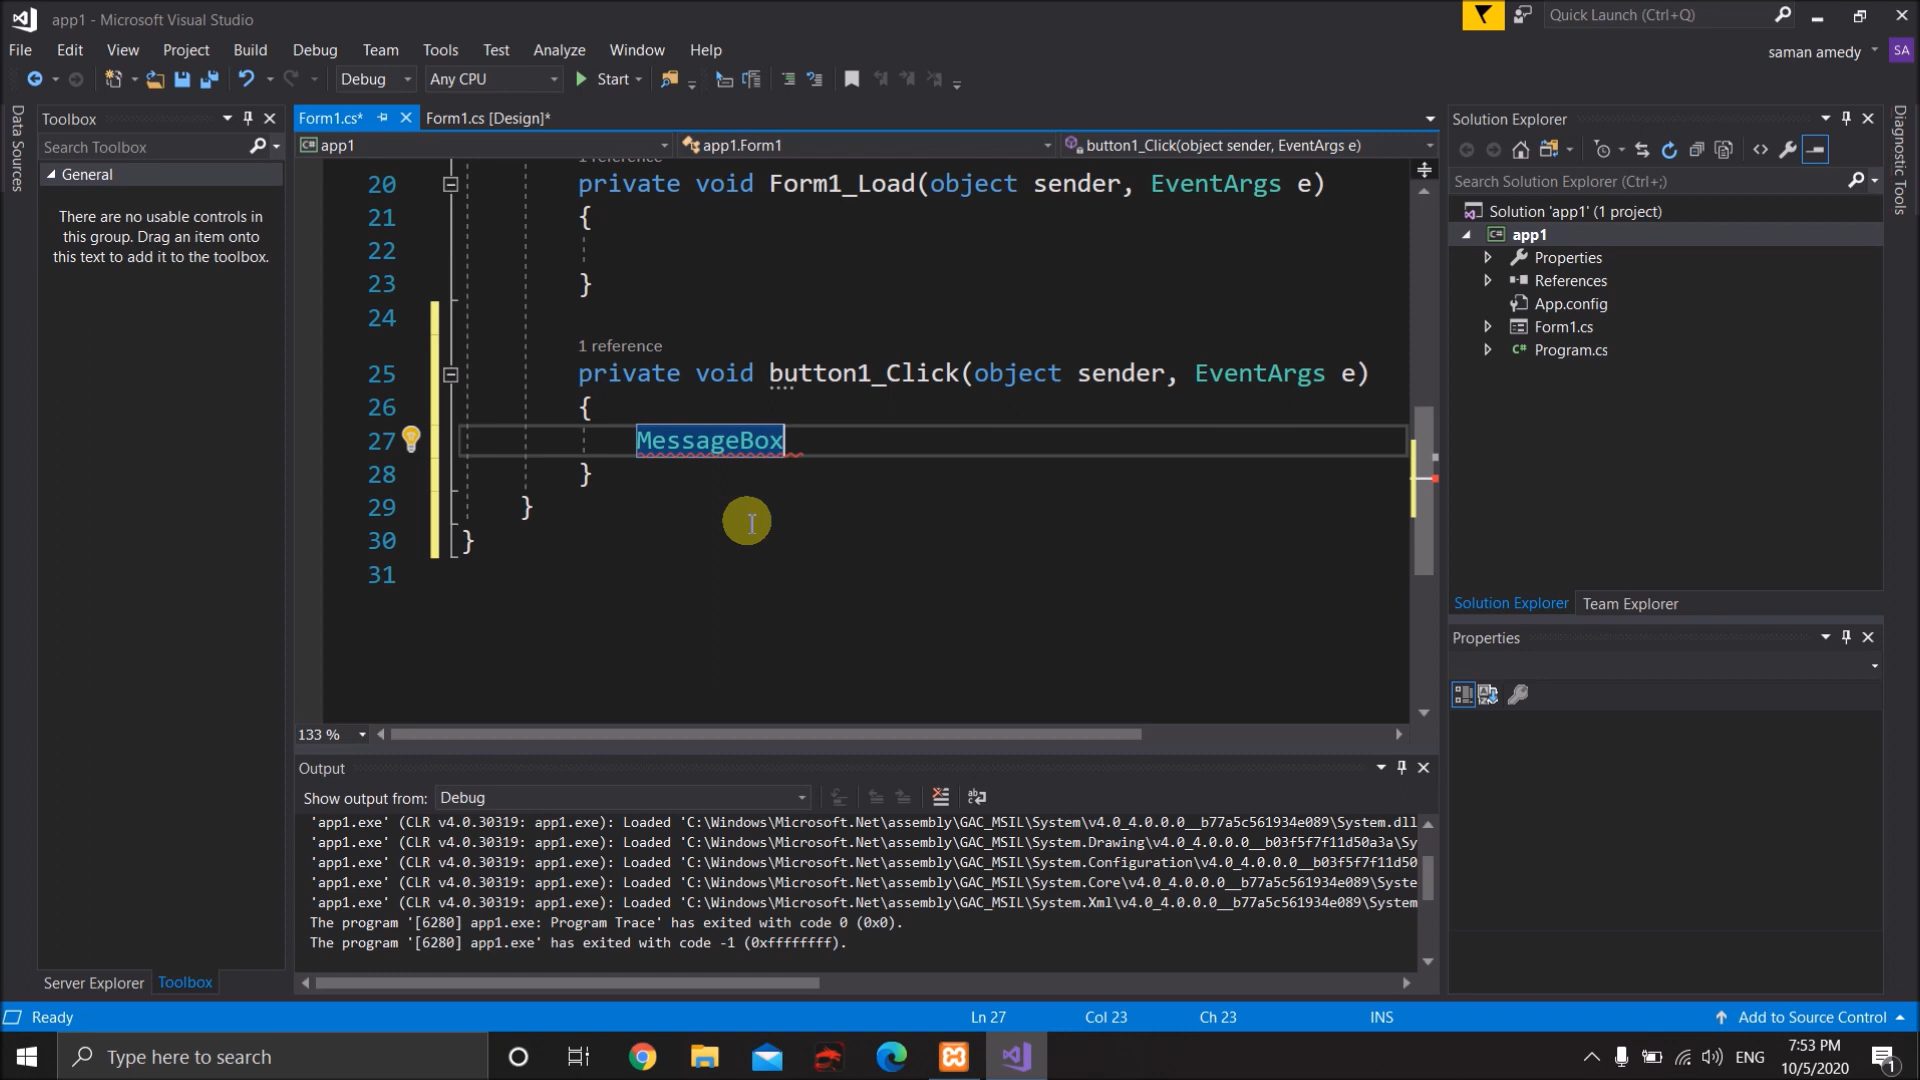 app1 - Microsoft Visual Studio
Quick Launch (Ctrl+Q)
File Edit View Project Build Debug Team Tools Test Analyze Window Help
saman amedy SA
Debug Any CPU Start
Data Sources
Toolbox
Search Toolbox
General
There are no usable controls in
this group. Drag an item onto
this text to add it to the toolbox.
Server Explorer Toolbox
Form1.cs* Form1.cs [Design]*
app1 app1.Form1 button1_Click(object sender, EventArgs e)
1 reference
20 private void Form1_Load(object sender, EventArgs e)
21 {
22
23 }
24
1 reference
25 private void button1_Click(object sender, EventArgs e)
26 {
27 MessageBox
28 }
29 }
30 }
31
133 %
Output
Show output from: Debug
'app1.exe' (CLR v4.0.30319: app1.exe): Loaded 'C:\Windows\Microsoft.Net\assembly\GAC_MSIL\System\v4.0_4.0.0.0__b77a5c561934e089\System.dll
'app1.exe' (CLR v4.0.30319: app1.exe): Loaded 'C:\Windows\Microsoft.Net\assembly\GAC_MSIL\System.Drawing\v4.0_4.0.0.0__b03f5f7f11d50a3a\Sy
'app1.exe' (CLR v4.0.30319: app1.exe): Loaded 'C:\Windows\Microsoft.Net\assembly\GAC_MSIL\System.Configuration\v4.0_4.0.0.0__b03f5f7f11d50
'app1.exe' (CLR v4.0.30319: app1.exe): Loaded 'C:\Windows\Microsoft.Net\assembly\GAC_MSIL\System.Core\v4.0_4.0.0.0__b77a5c561934e089\Syste
'app1.exe' (CLR v4.0.30319: app1.exe): Loaded 'C:\Windows\Microsoft.Net\assembly\GAC_MSIL\System.Xml\v4.0_4.0.0.0__b77a5c561934e089\System
The program '[6280] app1.exe: Program Trace' has exited with code 0 (0x0).
The program '[6280] app1.exe' has exited with code -1 (0xffffffff).
Solution Explorer
Search Solution Explorer (Ctrl+;)
Solution 'app1' (1 project)
app1
Properties
References
App.config
Form1.cs
Program.cs
Solution Explorer Team Explorer
Properties
Diagnostic Tools
Ready Ln 27 Col 23 Ch 23 INS Add to Source Control
Type here to search
ENG 7:53 PM
10/5/2020
1